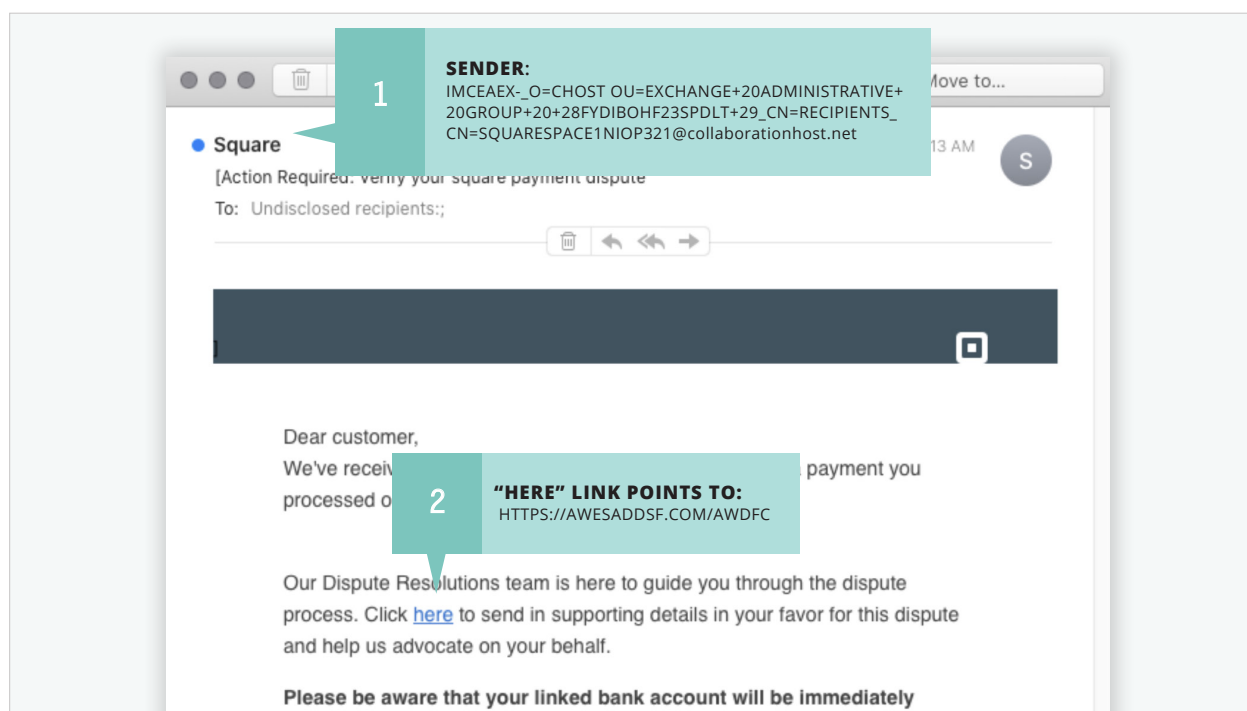 1
SENDER:
IMCEAEX-_O=CHOST OU=EXCHANGE+20ADMINISTRATIVE+
20GROUP+20+28FYDIBOHF23SPDLT+29_CN=RECIPIENTS_
CN=SQUARESPACE1NIOP321@collaborationhost.net
Move to...
Square
13 AM
S
[Action Required: Verify your square payment dispute
To: Undisclosed recipients:;
]
Dear customer,
We've receiv payment you
processed o
2
“HERE” LINK POINTS TO:
HTTPS://AWESADDSF.COM/AWDFC
Our Dispute Resolutions team is here to guide you through the dispute
process. Click here to send in supporting details in your favor for this dispute
and help us advocate on your behalf.
Please be aware that your linked bank account will be immediately